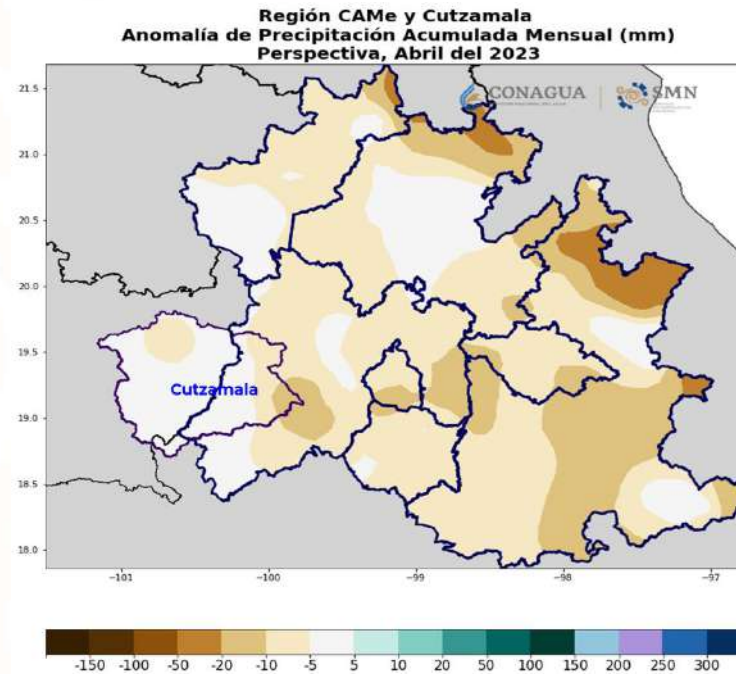 Región CAMe y Cutzamala
Anomalía de Precipitación Acumulada Mensual (mm)
Perspectiva, Abril del 2023
CONAGUA
SMN
21.5
21.0
20.5
20.0
19.5
19.0
18.5
18.0
Cutzamala
−101 −100 −99 −98 −97
-150 -100 -50 -20 -10 -5 5 10 20 50 100 150 200 250 300